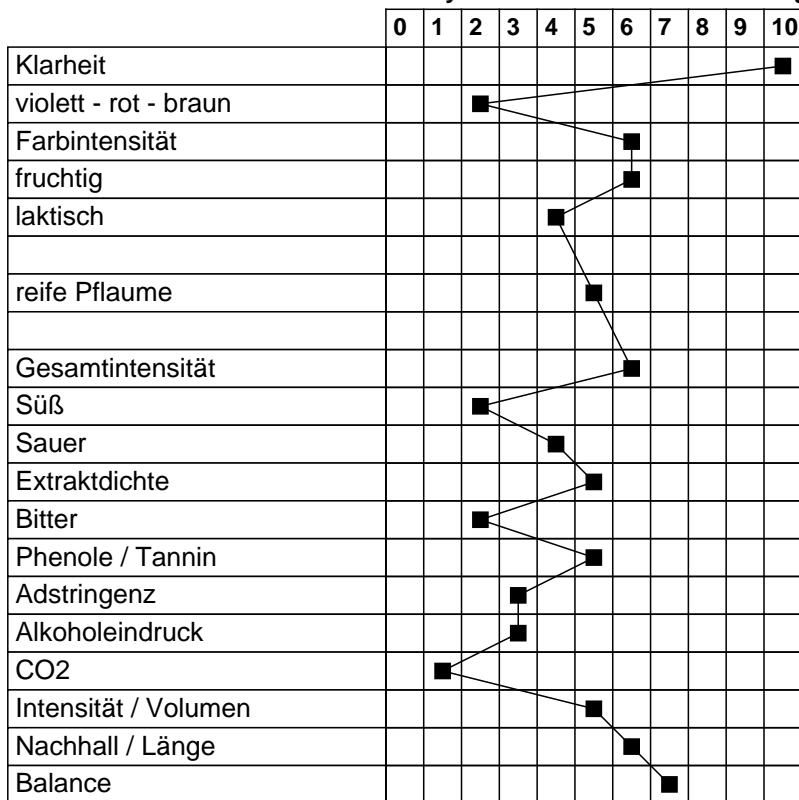 0 1 2 3 4 5 6 7 8 9 10
Klarheit
violett - rot - braun
Farbintensität
fruchtig
laktisch
reife Pflaume
Gesamtintensität
Süß
Sauer
Extraktdichte
Bitter
Phenole / Tannin
Adstringenz
Alkoholeindruck
CO2
Intensität / Volumen
Nachhall / Länge
Balance